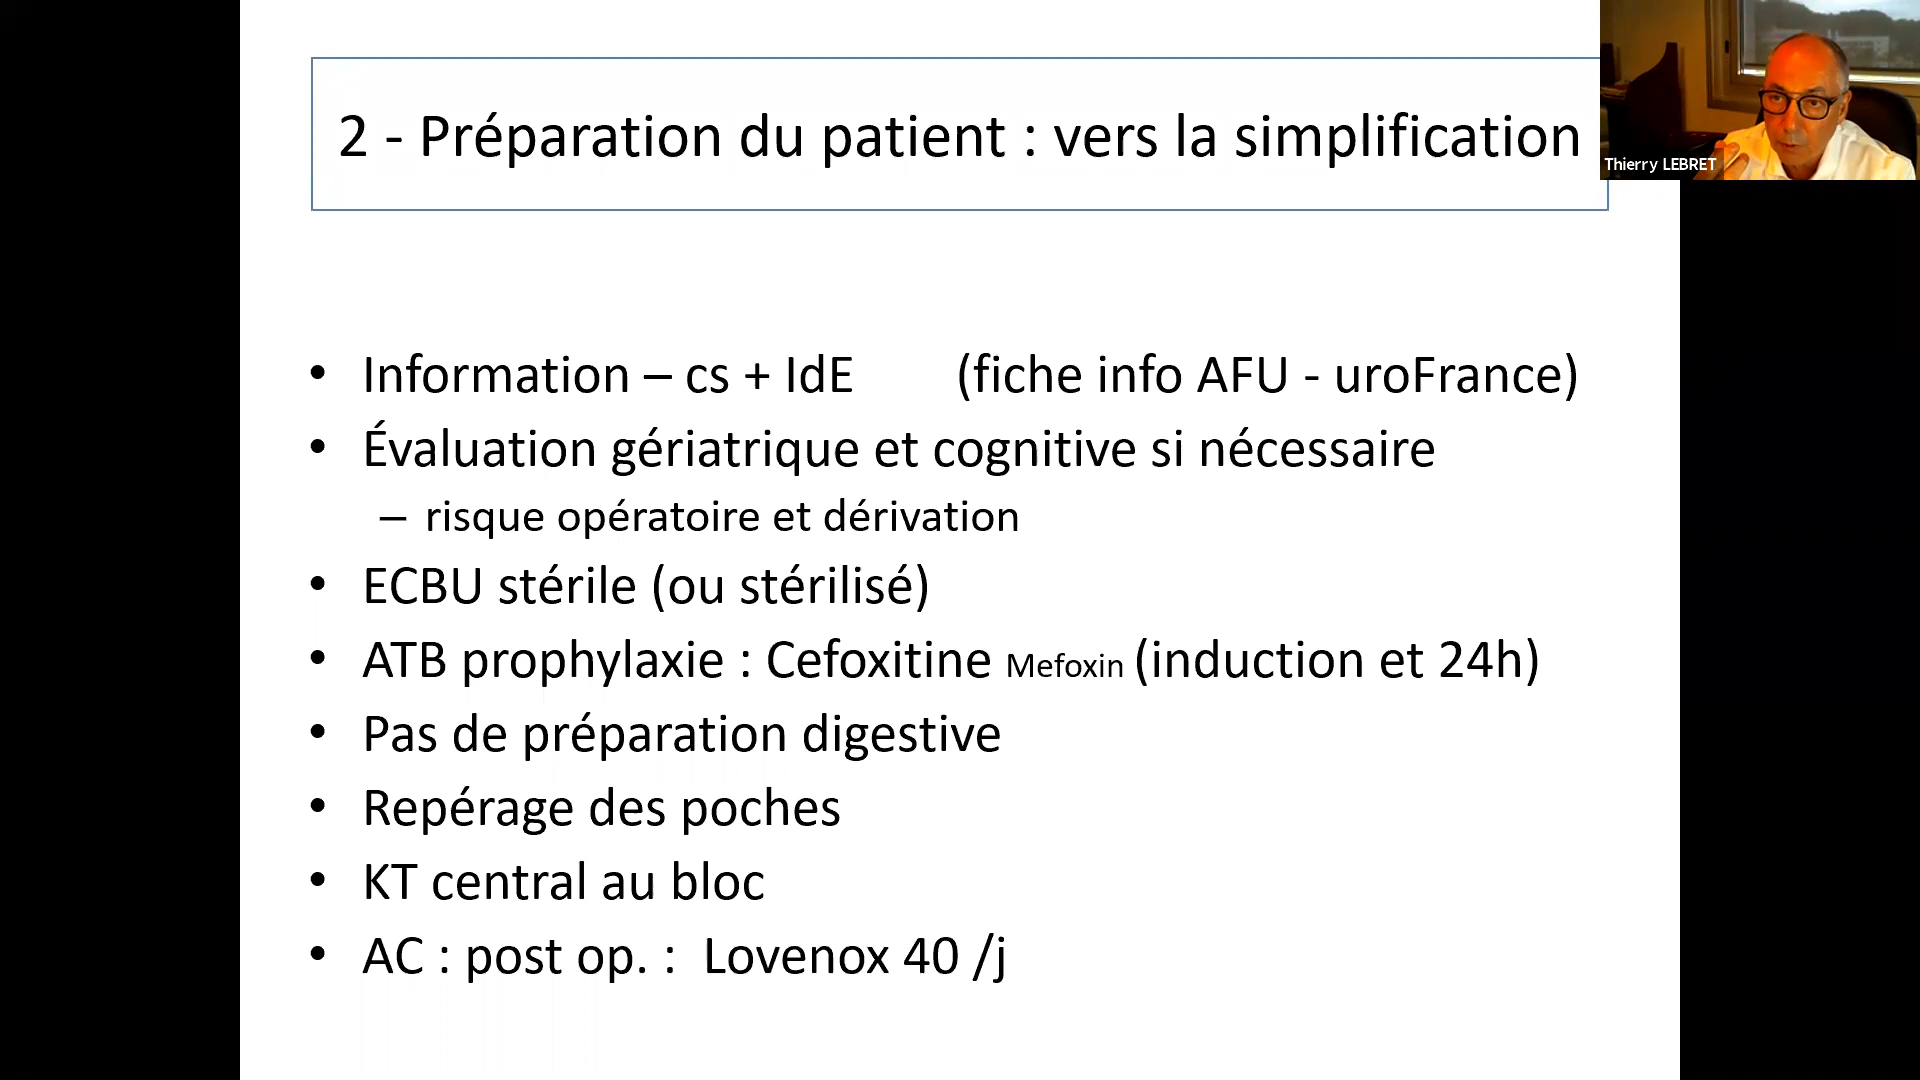 2 - Préparation du patient : vers la simplification
Thierry LEBRET
• Information – cs + IdE (fiche info AFU - uroFrance)
• Évaluation gériatrique et cognitive si nécessaire
– risque opératoire et dérivation
• ECBU stérile (ou stérilisé)
• ATB prophylaxie : Cefoxitine Mefoxin (induction et 24h)
• Pas de préparation digestive
• Repérage des poches
• KT central au bloc
• AC : post op. : Lovenox 40 /j